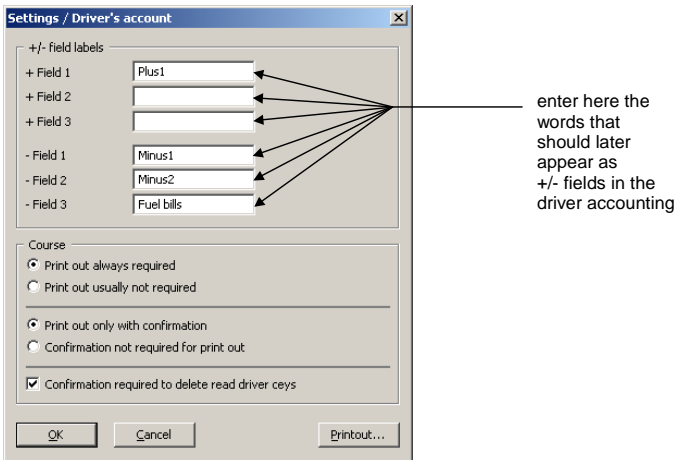 Settings / Driver's account
+/- field labels
+ Field 1 Plus1
+ Field 2
+ Field 3
- Field 1 Minus1
- Field 2 Minus2
- Field 3 Fuel bills
enter here the
words that
should later
appear as
+/- fields in the
driver accounting
Course
Print out always required
Print out usually not required
Print out only with confirmation
Confirmation not required for print out
Confirmation required to delete read driver ceys
OK Cancel Printout...